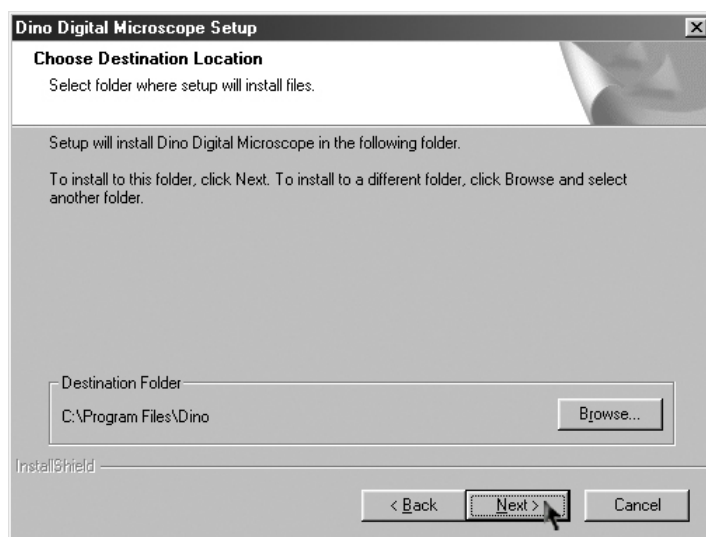 Dino Digital Microscope Setup
Choose Destination Location
Select folder where setup will install files.
Setup will install Dino Digital Microscope in the following folder.
To install to this folder, click Next. To install to a different folder, click Browse and select
another folder.
Destination Folder
C:\Program Files\Dino
Browse...
InstallShield
< Back
Next >
Cancel